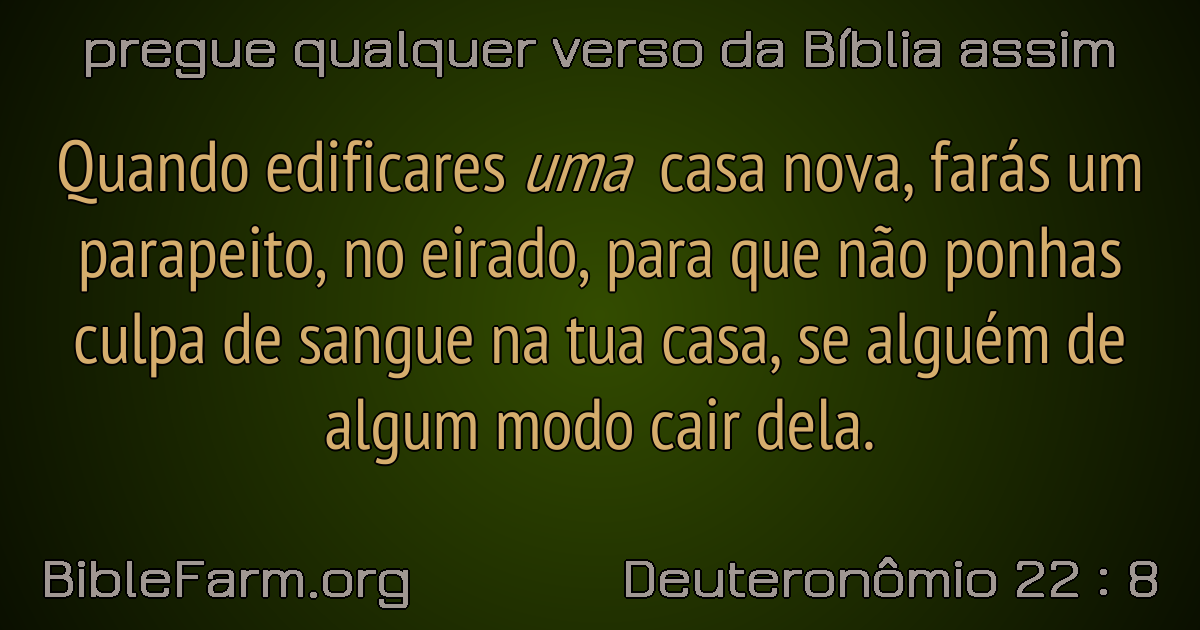 pregue qualquer verso da Bíblia assim
Quando edificares uma casa nova, farás um
parapeito, no eirado, para que não ponhas
culpa de sangue na tua casa, se alguém de
algum modo cair dela.
BibleFarm.org
Deuteronômio 22 : 8